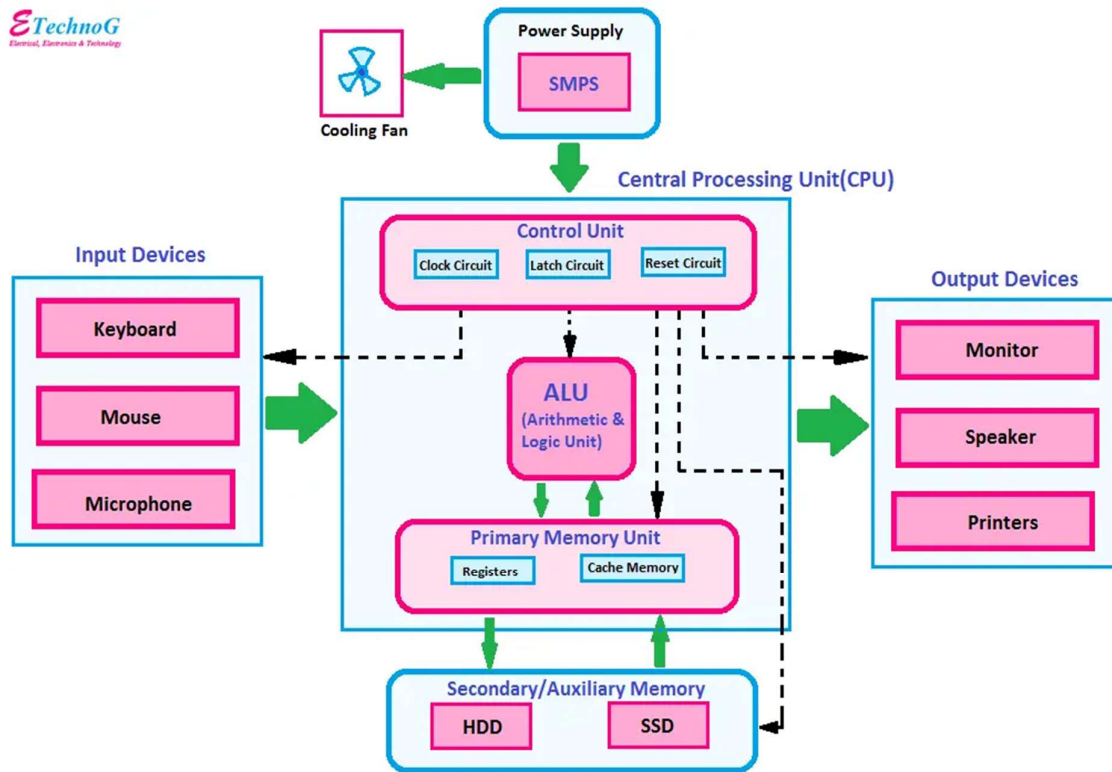 ETechnoG
Electrical, Electronics & Technology
Power Supply
SMPS
Cooling Fan
Central Processing Unit(CPU)
Control Unit
Clock Circuit
Latch Circuit
Reset Circuit
Input Devices
Keyboard
Mouse
Microphone
Output Devices
Monitor
Speaker
Printers
ALU
(Arithmetic &
Logic Unit)
Primary Memory Unit
Registers
Cache Memory
Secondary/Auxiliary Memory
HDD
SSD